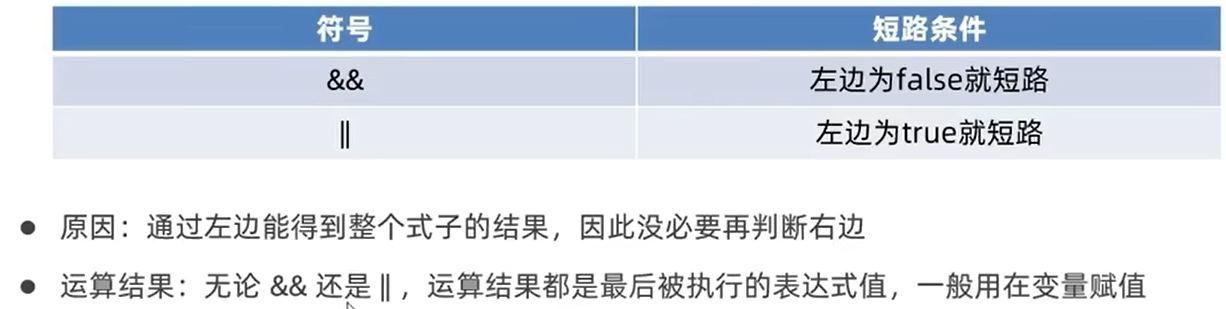 符号 短路条件
&& 左边为false就短路
|| 左边为true就短路
原因：通过左边能得到整个式子的结果，因此没必要再判断右边
运算结果：无论 && 还是 || ，运算结果都是最后被执行的表达式值，一般用在变量赋值